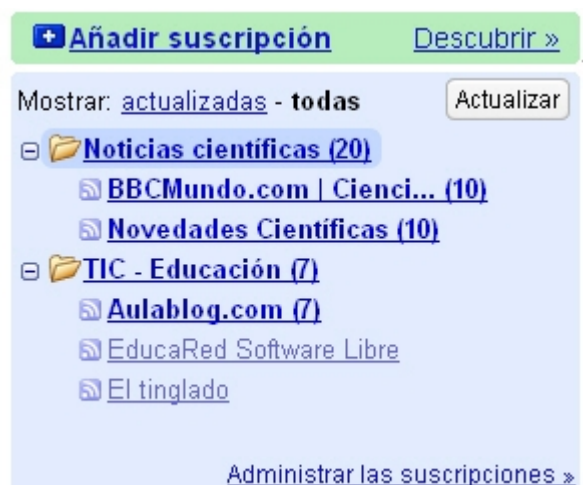 Añadir suscripción Descubrir »
Mostrar: actualizadas - todas Actualizar
Noticias científicas (20)
BBCMundo.com | Cienci... (10)
Novedades Científicas (10)
TIC - Educación (7)
Aulablog.com (7)
EducaRed Software Libre
El tinglado
Administrar las suscripciones »